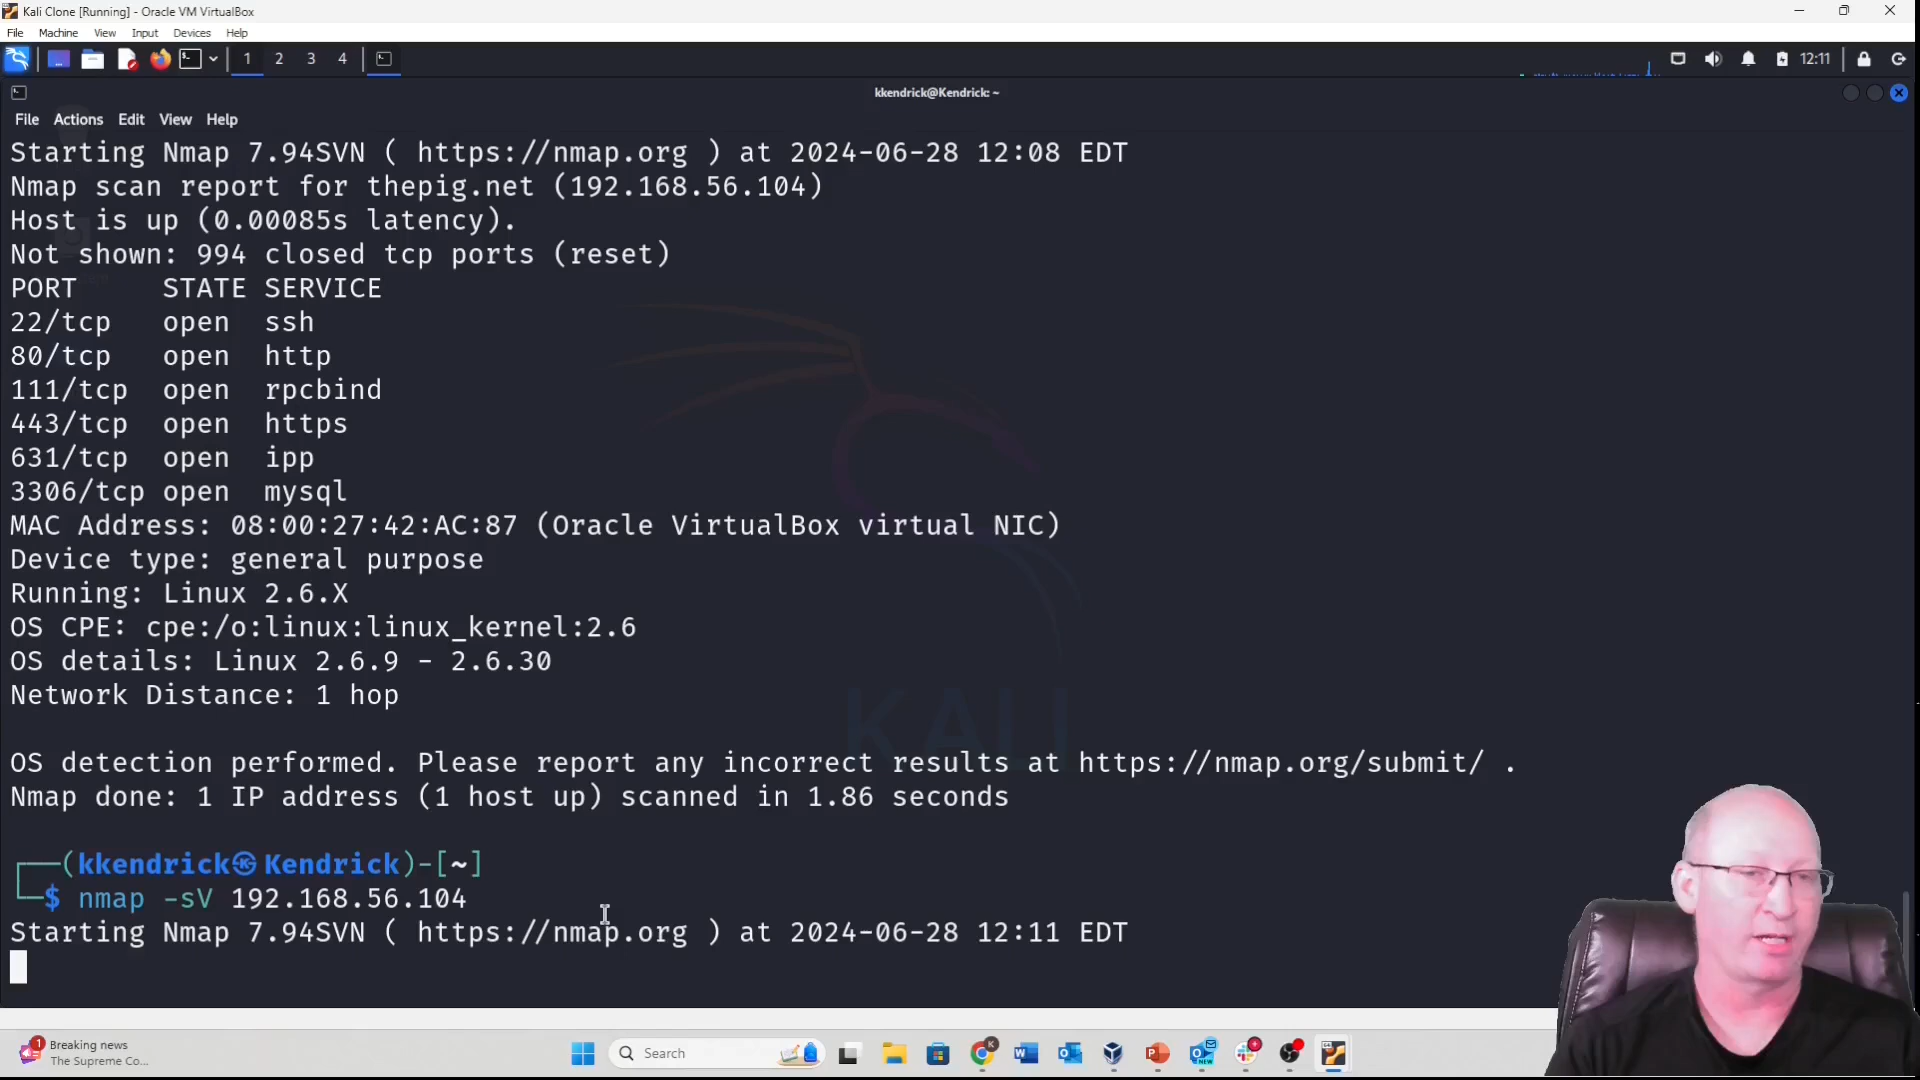 Kali Clone [Running] - Oracle VM VirtualBox
File Machine View Input Devices Help
1 2 3 4 12:11
kkendrick@Kendrick: ~
File Actions Edit View Help
Starting Nmap 7.94SVN ( https://nmap.org ) at 2024-06-28 12:08 EDT
Nmap scan report for thepig.net (192.168.56.104)
Host is up (0.00085s latency).
Not shown: 994 closed tcp ports (reset)
PORT STATE SERVICE
22/tcp open ssh
80/tcp open http
111/tcp open rpcbind
443/tcp open https
631/tcp open ipp
3306/tcp open mysql
MAC Address: 08:00:27:42:AC:87 (Oracle VirtualBox virtual NIC)
Device type: general purpose
Running: Linux 2.6.X
OS CPE: cpe:/o:linux:linux_kernel:2.6
OS details: Linux 2.6.9 - 2.6.30
Network Distance: 1 hop
KALI
OS detection performed. Please report any incorrect results at https://nmap.org/submit/ .
Nmap done: 1 IP address (1 host up) scanned in 1.86 seconds
┌──(kkendrick㉿Kendrick)-[~]
└─$ nmap -sV 192.168.56.104
Starting Nmap 7.94SVN ( https://nmap.org ) at 2024-06-28 12:11 EDT
1 Breaking news
The Supreme Co...
Search